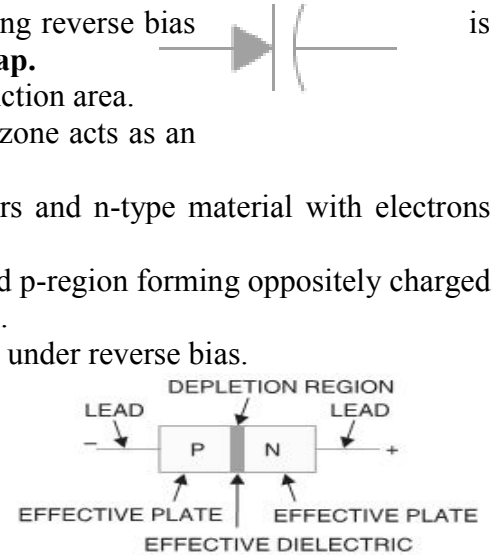 ng reverse bias is
ap.
ction area.
zone acts as an
rs and n-type material with electrons
d p-region forming oppositely charged
.
under reverse bias.
DEPLETION REGION
LEAD LEAD
– P N +
EFFECTIVE PLATE EFFECTIVE PLATE
EFFECTIVE DIELECTRIC